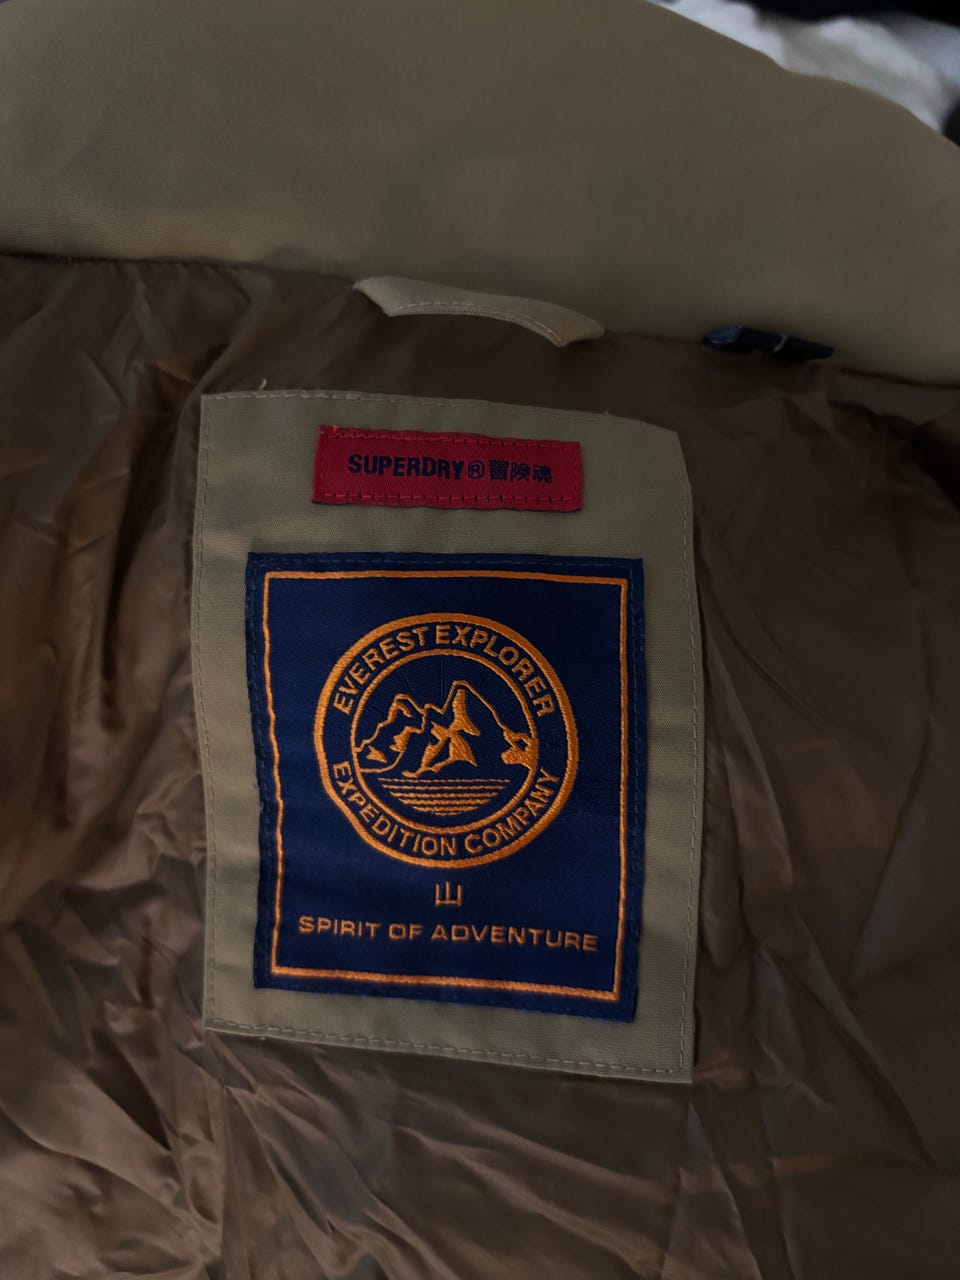 SUPERDRY® 冒険魂
EVEREST EXPLORER
EXPEDITION COMPANY
山
SPIRIT OF ADVENTURE